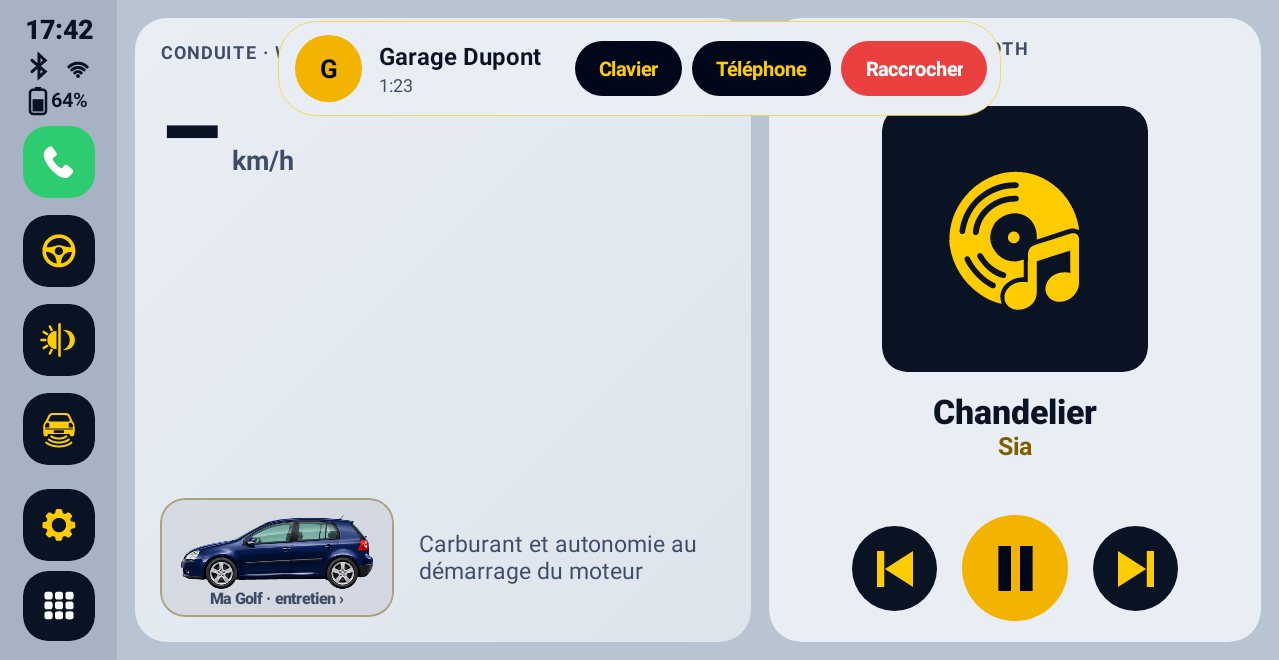 17:42
64%
CONDUITE ·
km/h
G
Garage Dupont
1:23
Clavier
Téléphone
Raccrocher
Chandelier
Sia
Ma Golf · entretien ›
Carburant et autonomie au
démarrage du moteur